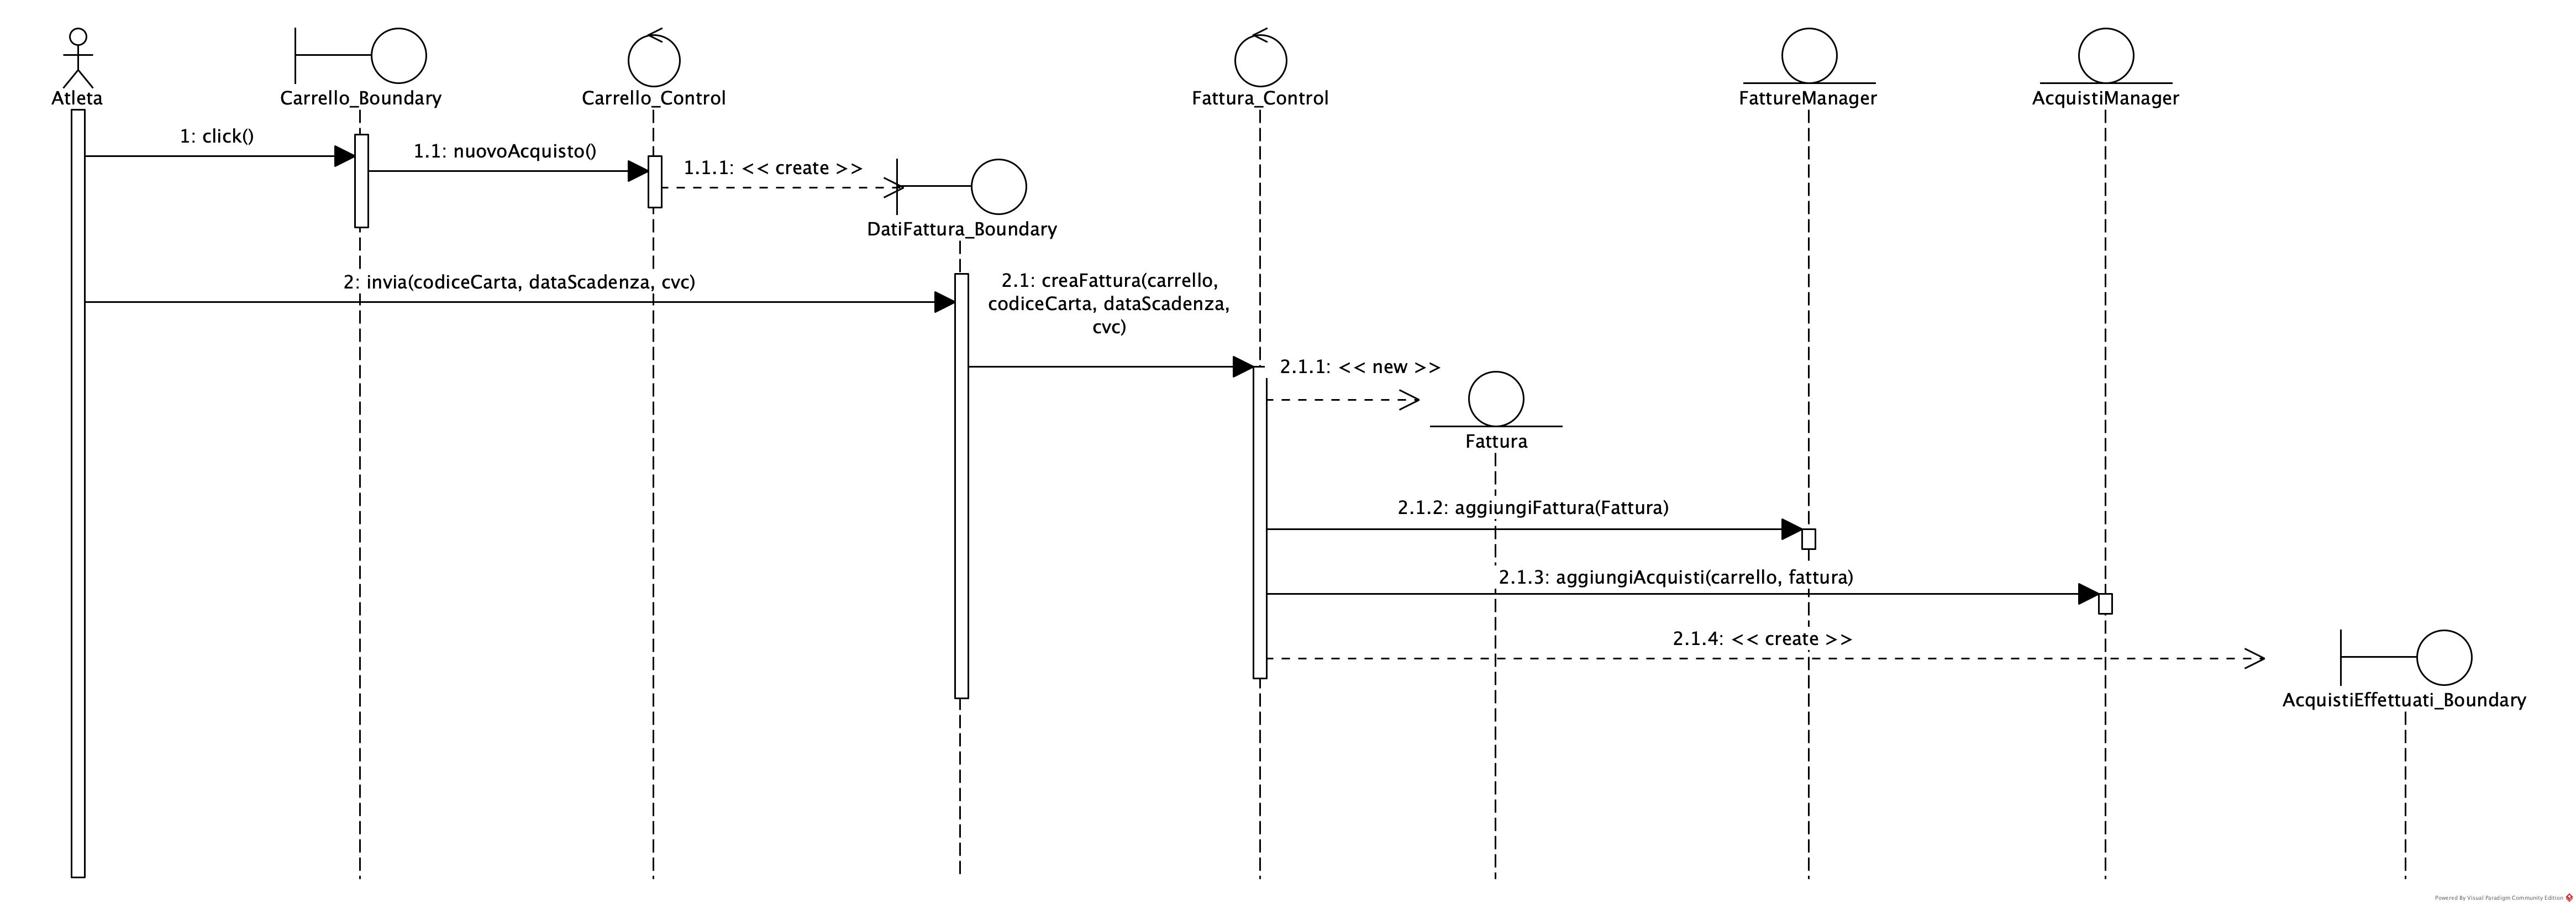 Atleta
Carrello_Boundary
Carrello_Control
Fattura_Control
FattureManager
AcquistiManager
1: click()
1.1: nuovoAcquisto()
1.1.1: << create >>
DatiFattura_Boundary
2: invia(codiceCarta, dataScadenza, cvc)
2.1: creaFattura(carrello,
codiceCarta, dataScadenza,
cvc)
2.1.1: << new >>
Fattura
2.1.2: aggiungiFattura(Fattura)
2.1.3: aggiungiAcquisti(carrello, fattura)
2.1.4: << create >>
AcquistiEffettuati_Boundary
Powered By Visual Paradigm Community Edition